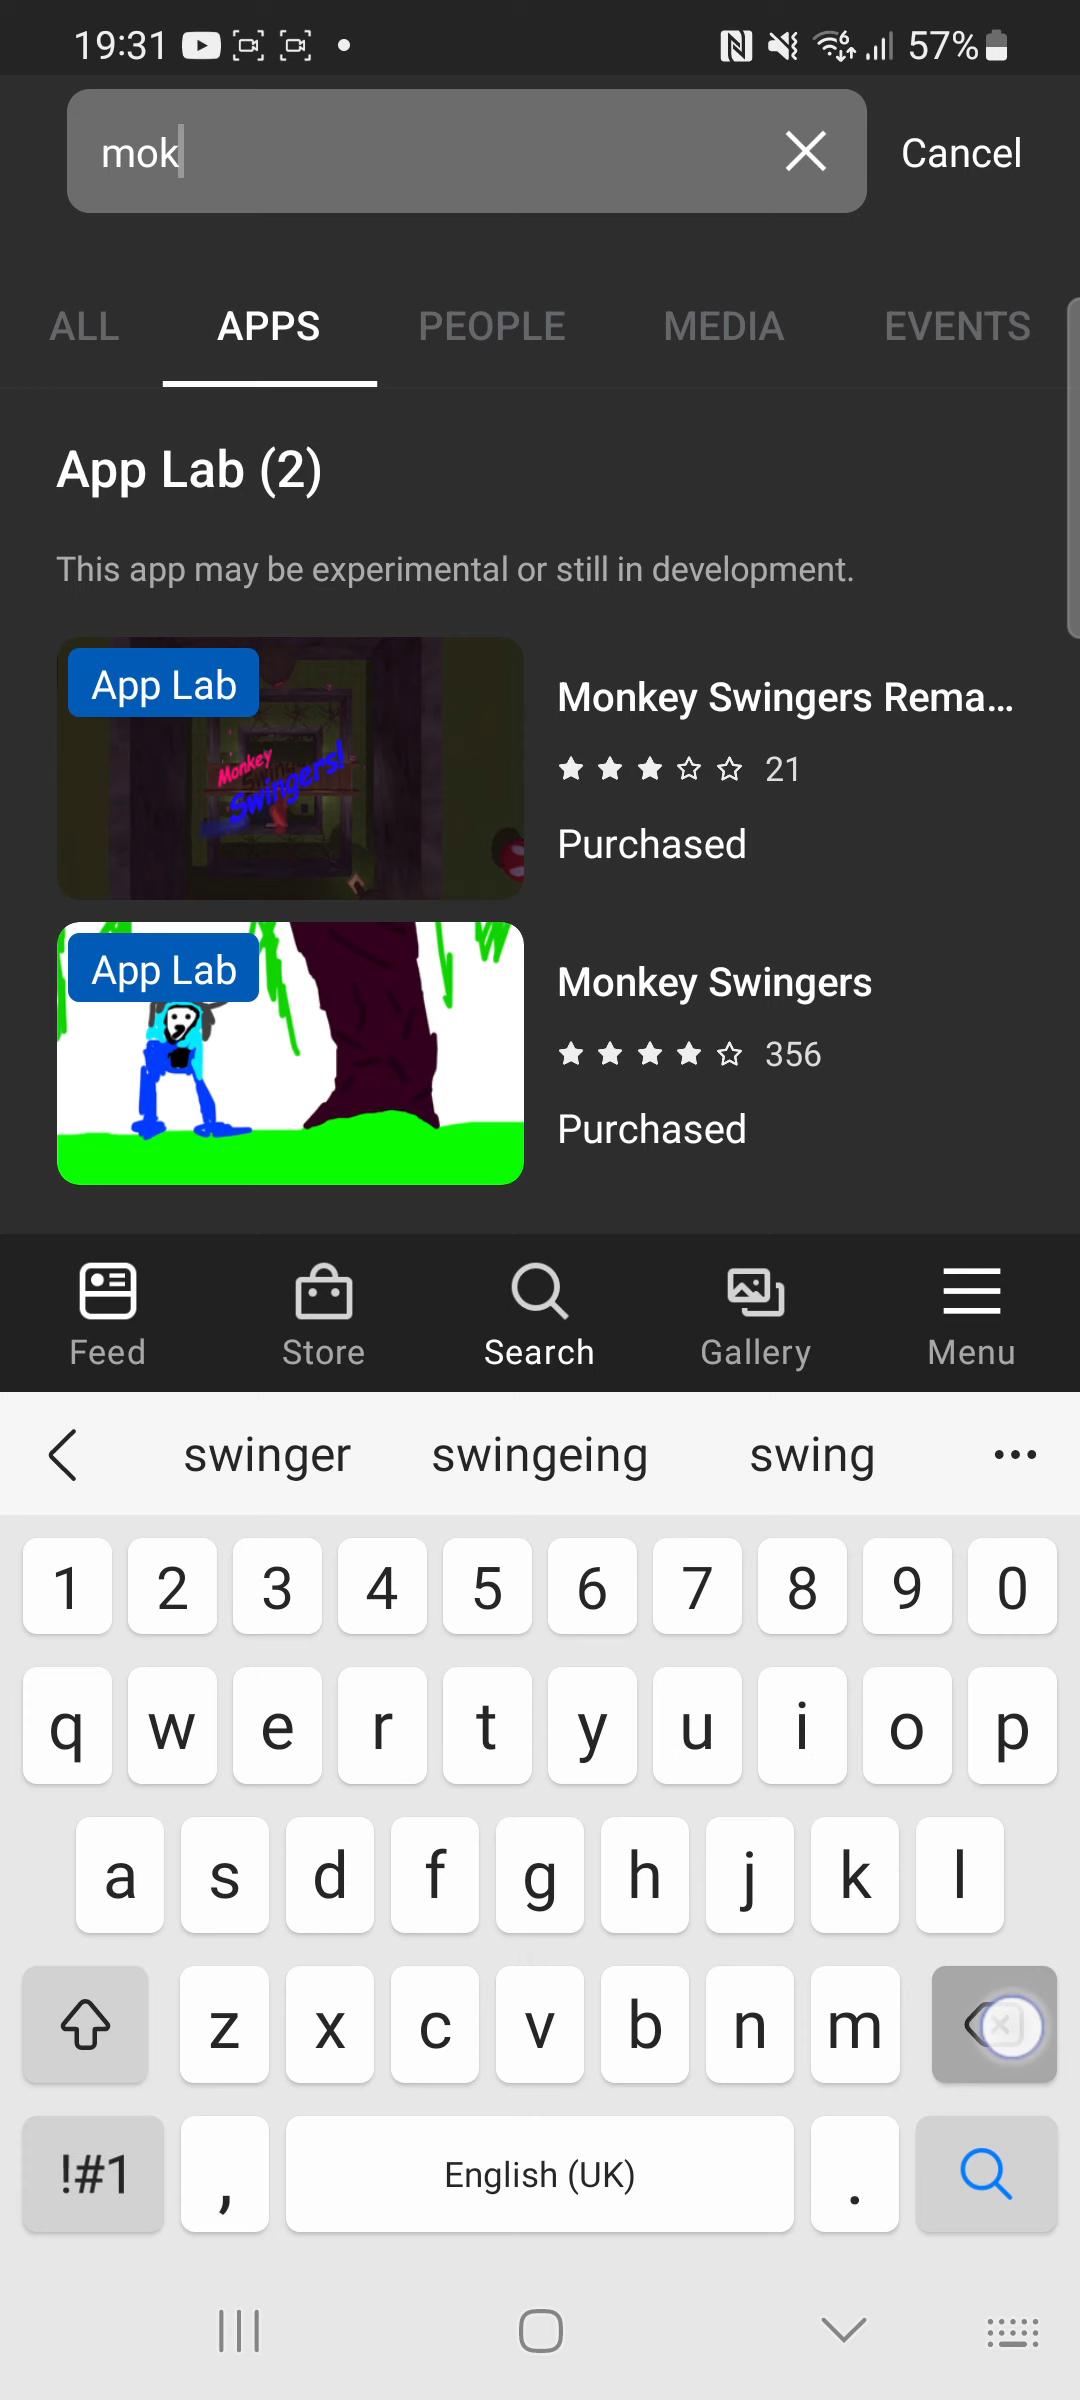 19:31 57%
mok Cancel
ALL APPS PEOPLE MEDIA EVENTS
App Lab (2)
This app may be experimental or still in development.
App Lab
Monkey
Swingers!
Monkey Swingers Rema...
21
Purchased
App Lab
Monkey Swingers
356
Purchased
Feed Store Search Gallery Menu
swinger swingeing swing
1 2 3 4 5 6 7 8 9 0
q w e r t y u i o p
a s d f g h j k l
z x c v b n m
!#1 , English (UK) .